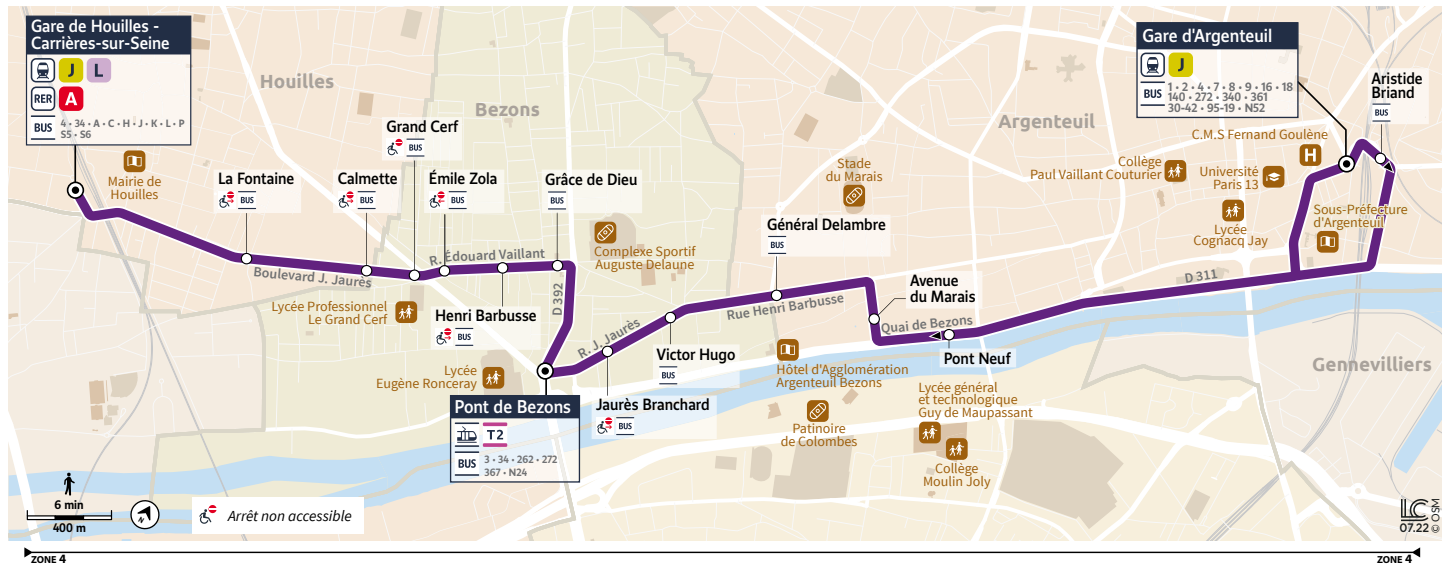 Gare de Houilles -
Carrières-sur-Seine
J L
RER A
BUS 4 • 34 • A • C • H • J • K • L • P
S5 • S6
Houilles
Mairie de
Houilles
La Fontaine
BUS
Calmette
BUS
Grand Cerf
BUS
Émile Zola
BUS
Bezons
Grâce de Dieu
BUS
Boulevard J. Jaurès
R. Édouard Vaillant
Lycée Professionnel
Le Grand Cerf
Henri Barbusse
BUS
D 392
Complexe Sportif
Auguste Delaune
Lycée
Eugène Ronceray
Pont de Bezons
T2
BUS 3 • 34 • 262 • 272
367 • N24
R. J. Jaurès
Jaurès Branchard
BUS
Victor Hugo
BUS
Rue Henri Barbusse
Général Delambre
BUS
Stade
du Marais
Avenue
du Marais
Quai de Bezons
Pont Neuf
Hôtel d'Agglomération
Argenteuil Bezons
Patinoire
de Colombes
Lycée général
et technologique
Guy de Maupassant
Collège
Moulin Joly
Argenteuil
Collège
Paul Vaillant Couturier
Université
Paris 13
Lycée
Cognacq Jay
C.M.S Fernand Goulène
H
Sous-Préfecture
d'Argenteuil
D 311
Gare d'Argenteuil
J
BUS 1 • 2 • 4 • 7 • 8 • 9 • 16 • 18
140 • 272 • 340 • 361
30-42 • 95-19 • N52
Aristide
Briand
BUS
Gennevilliers
6 min
400 m
N
Arrêt non accessible
LC
07.22
© OSM
ZONE 4
ZONE 4